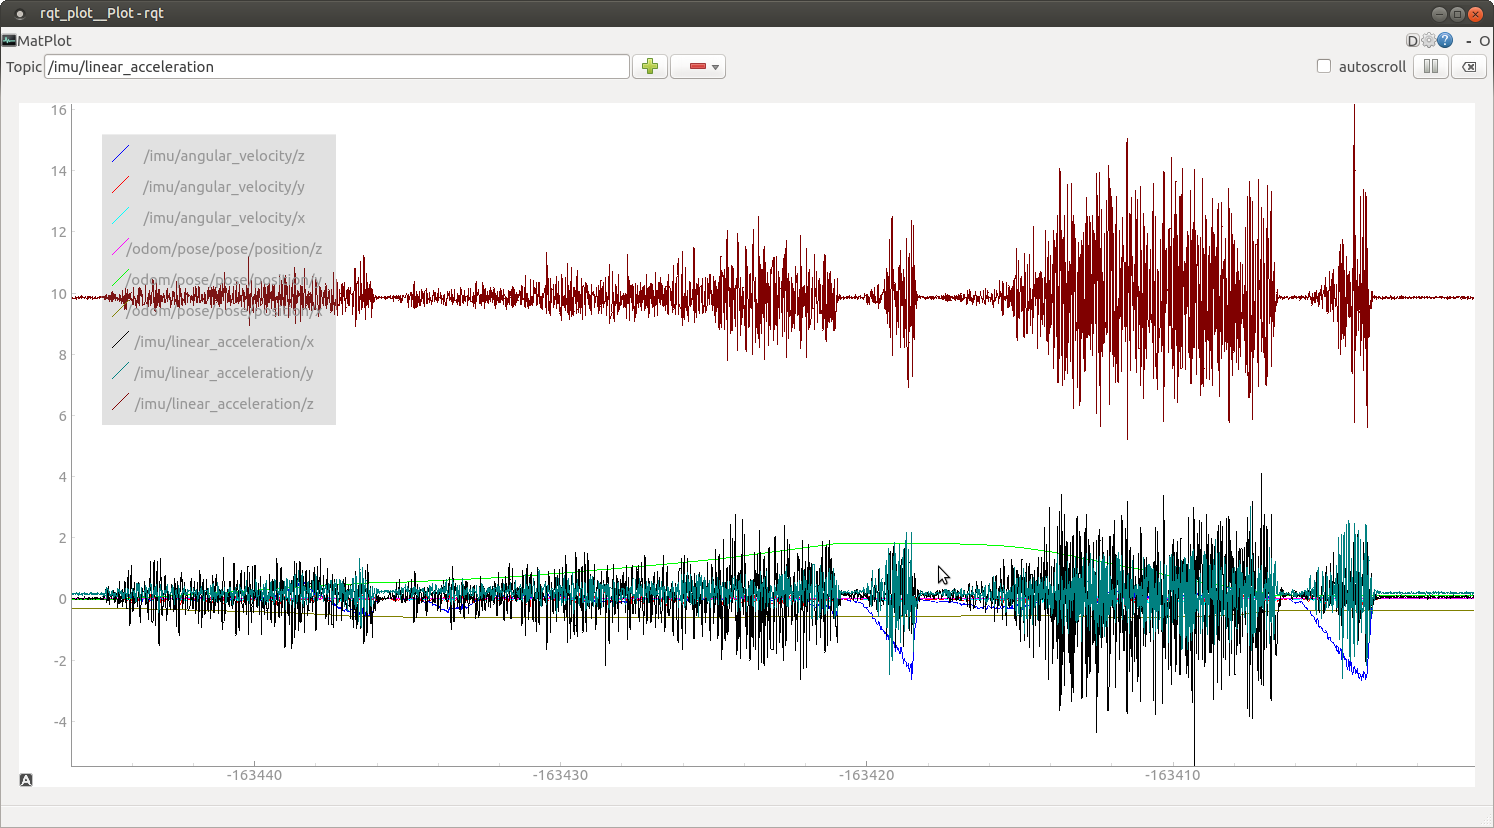 rqt_plot__Plot - rqt
MatPlot
D
- O
Topic /imu/linear_acceleration
autoscroll
16
14
12
10
8
6
4
2
0
-2
-4
/imu/angular_velocity/z
/imu/angular_velocity/y
/imu/angular_velocity/x
/odom/pose/pose/position/z
/odom/pose/pose/position/y
/odom/pose/pose/position/x
/imu/linear_acceleration/x
/imu/linear_acceleration/y
/imu/linear_acceleration/z
A
-163440
-163430
-163420
-163410